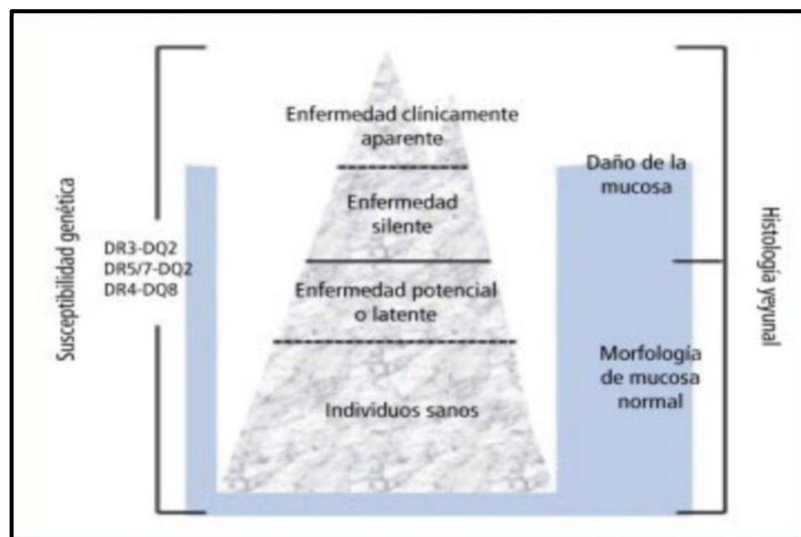 Susceptibilidad genética
DR3-DQ2
DR5/7-DQ2
DR4-DQ8
Enfermedad clínicamente
aparente
Enfermedad
silente
Enfermedad potencial
o latente
Individuos sanos
Daño de la
mucosa
Morfología
de mucosa
normal
Histología yeyunal